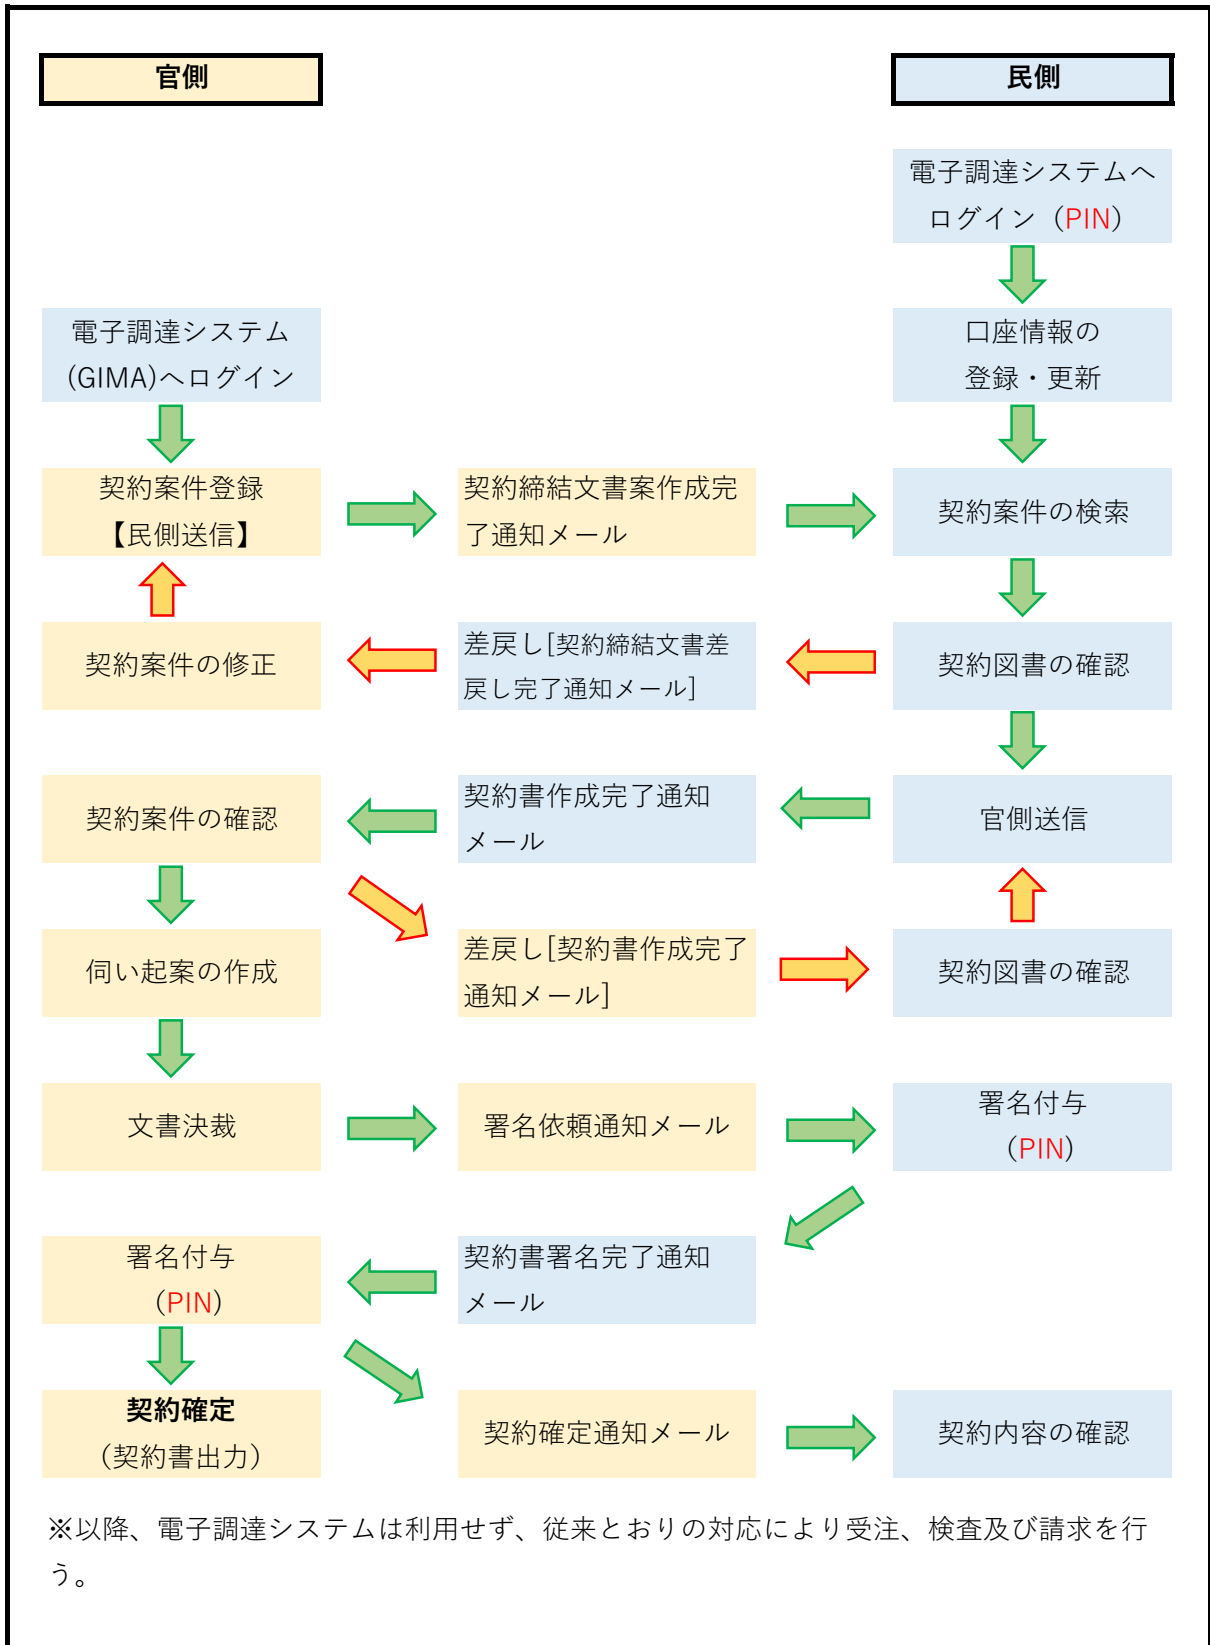 官側
民側
電子調達システムへ
ログイン（PIN）
電子調達システム
(GIMA)へログイン
口座情報の
登録・更新
契約案件登録
【民側送信】
契約締結文書案作成完
了通知メール
契約案件の検索
契約案件の修正
差戻し[契約締結文書差
戻し完了通知メール]
契約図書の確認
契約案件の確認
契約書作成完了通知
メール
官側送信
伺い起案の作成
差戻し[契約書作成完了
通知メール]
契約図書の確認
文書決裁
署名依頼通知メール
署名付与
（PIN）
署名付与
（PIN）
契約書署名完了通知
メール
契約確定
（契約書出力）
契約確定通知メール
契約内容の確認
※以降、電子調達システムは利用せず、従来とおりの対応により受注、検査及び請求を行
う。